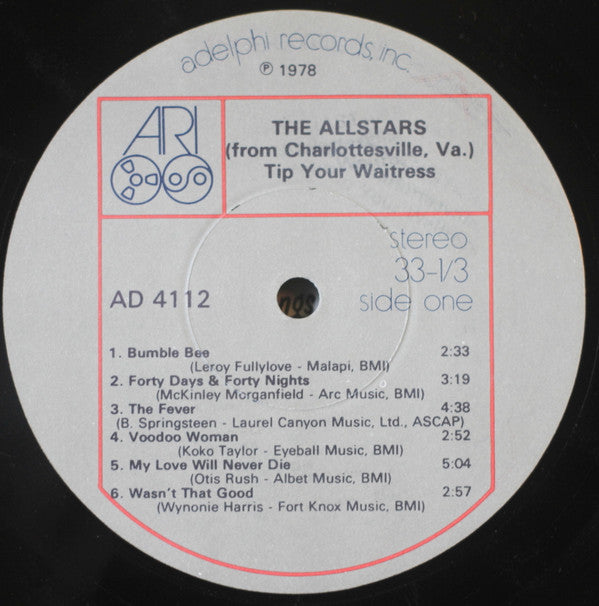 adelphi records, inc.
℗ 1978
ARI
THE ALLSTARS
(from Charlottesville, Va.)
Tip Your Waitress
stereo
33-1/3
AD 4112
side one
1. Bumble Bee 2:33
(Leroy Fullylove - Malapi, BMI)
2. Forty Days & Forty Nights 3:19
(McKinley Morganfield - Arc Music, BMI)
3. The Fever 4:38
(B. Springsteen - Laurel Canyon Music, Ltd., ASCAP)
4. Voodoo Woman 2:52
(Koko Taylor - Eyeball Music, BMI)
5. My Love Will Never Die 5:04
(Otis Rush - Albet Music, BMI)
6. Wasn't That Good 2:57
(Wynonie Harris - Fort Knox Music, BMI)